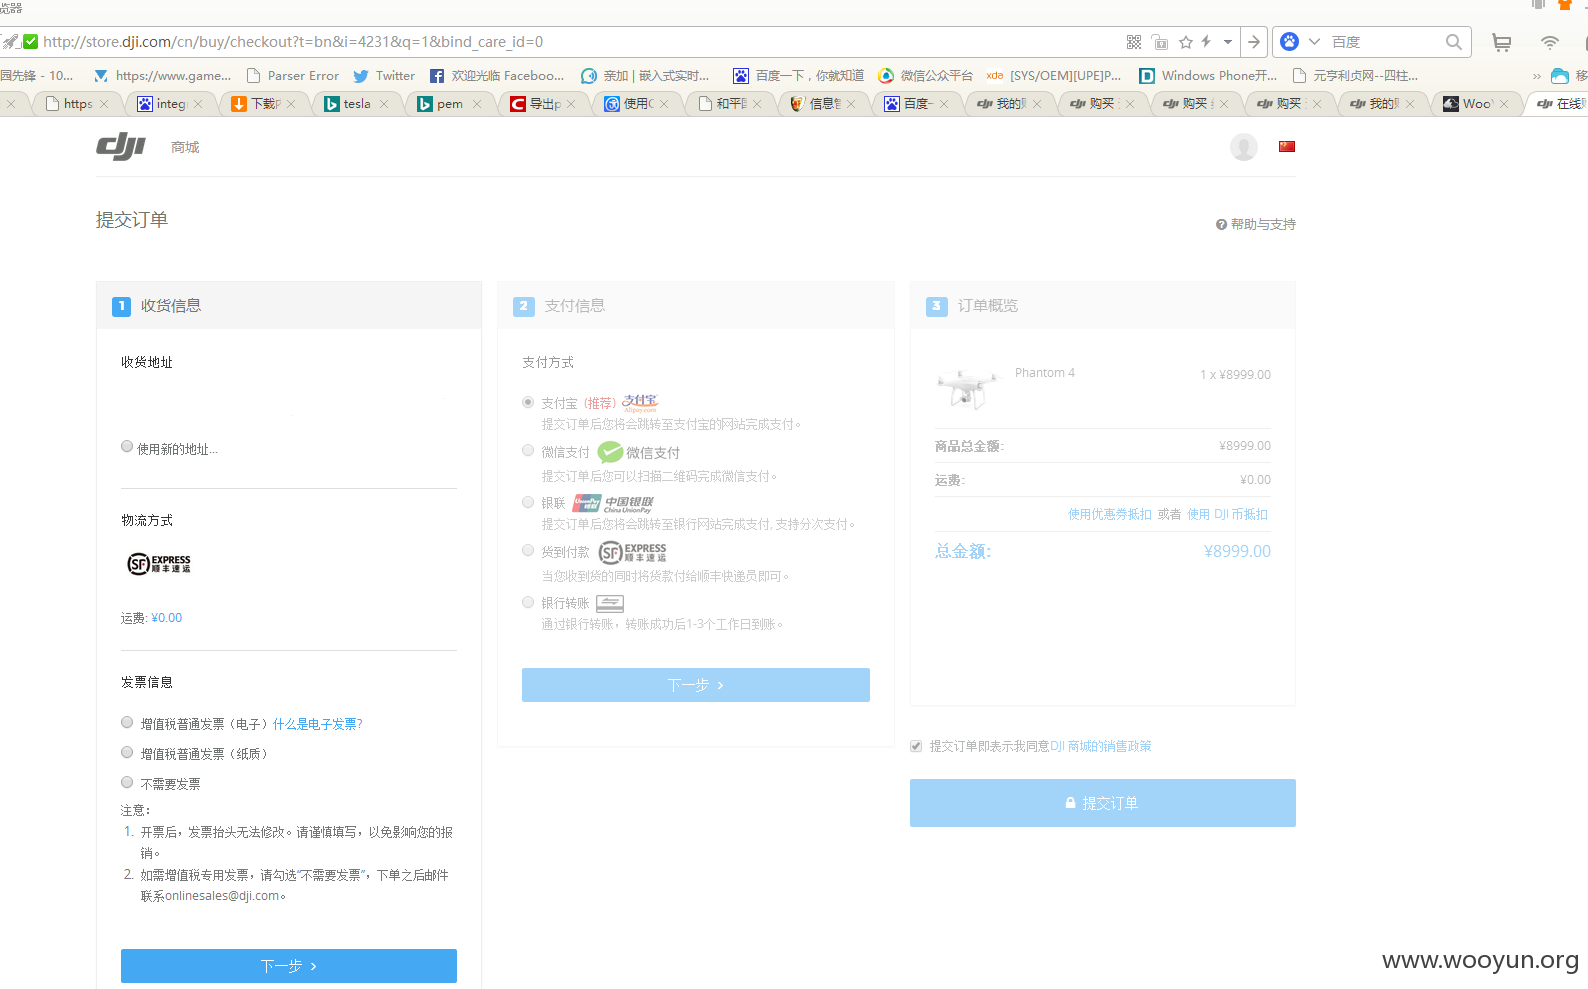 览器
http://store.dji.com/cn/buy/checkout?t=bn&i=4231&q=1&bind_care_id=0
百度
围先锋 - 10...
https://www.game...
Parser Error
Twitter
欢迎光临 Faceboo...
亲加 | 嵌入式实时...
百度一下，你就知道
微信公众平台
xda [SYS/OEM][UPE]P...
Windows Phone开...
元亨利贞网--四柱...
»
移
https
integ
下载
tesla
pem
导出p
使用C
和平
信息
百度一
我的
购买
购买
购买
我的
Woo
在线
dji
商城
提交订单
帮助与支持
1 收货信息
收货地址
使用新的地址...
物流方式
SF EXPRESS
顺丰速运
运费: ¥0.00
发票信息
增值税普通发票（电子）什么是电子发票?
增值税普通发票（纸质）
不需要发票
注意：
1. 开票后，发票抬头无法修改。请谨慎填写，以免影响您的报
销。
2. 如需增值税专用发票，请勾选“不需要发票”，下单之后邮件
联系onlinesales@dji.com。
下一步
2 支付信息
支付方式
支付宝 (推荐) 支付宝
Alipay.com
提交订单后您将会跳转至支付宝的网站完成支付。
微信支付 微信支付
提交订单后您可以扫描二维码完成微信支付。
银联 UnionPay 银联 中国银联
China UnionPay
提交订单后您将会跳转至银行网站完成支付, 支持分次支付。
货到付款 SF EXPRESS
顺丰速运
当您收到货的同时将货款付给顺丰快递员即可。
银行转账
通过银行转账，转账成功后1-3个工作日到账。
下一步
3 订单概览
Phantom 4 1 x ¥8999.00
商品总金额: ¥8999.00
运费: ¥0.00
使用优惠券抵扣 或者 使用 DJI 币抵扣
总金额: ¥8999.00
提交订单即表示我同意DJI 商城的销售政策
提交订单
www.wooyun.org